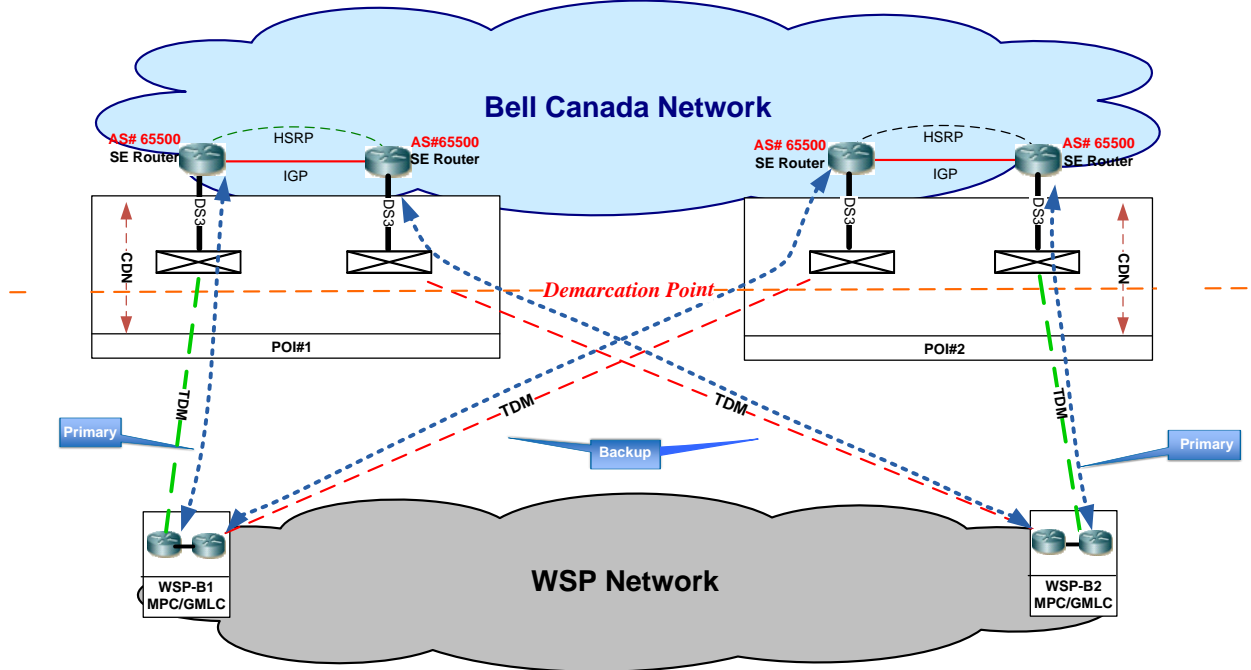 Bell Canada Network
AS# 65500
SE Router
HSRP
IGP
AS#65500
SE Router
AS# 65500
SE Router
HSRP
IGP
AS# 65500
SE Router
DS3
DS3
DS3
DS3
CDN
CDN
Demarcation Point
POI#1
POI#2
TDM
TDM
TDM
TDM
Primary
Backup
Primary
WSP Network
WSP-B1
MPC/GMLC
WSP-B2
MPC/GMLC